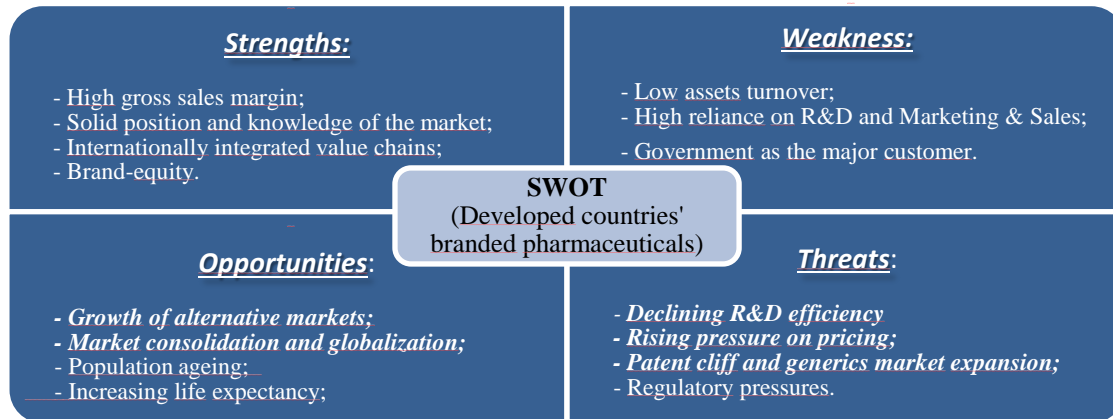 Strengths:
- High gross sales margin;
- Solid position and knowledge of the market;
- Internationally integrated value chains;
- Brand-equity.
Weakness:
- Low assets turnover;
- High reliance on R&D and Marketing & Sales;
- Government as the major customer.
SWOT
(Developed countries'
branded pharmaceuticals)
Opportunities:
- Growth of alternative markets;
- Market consolidation and globalization;
- Population ageing;
- Increasing life expectancy;
Threats:
- Declining R&D efficiency
- Rising pressure on pricing;
- Patent cliff and generics market expansion;
- Regulatory pressures.